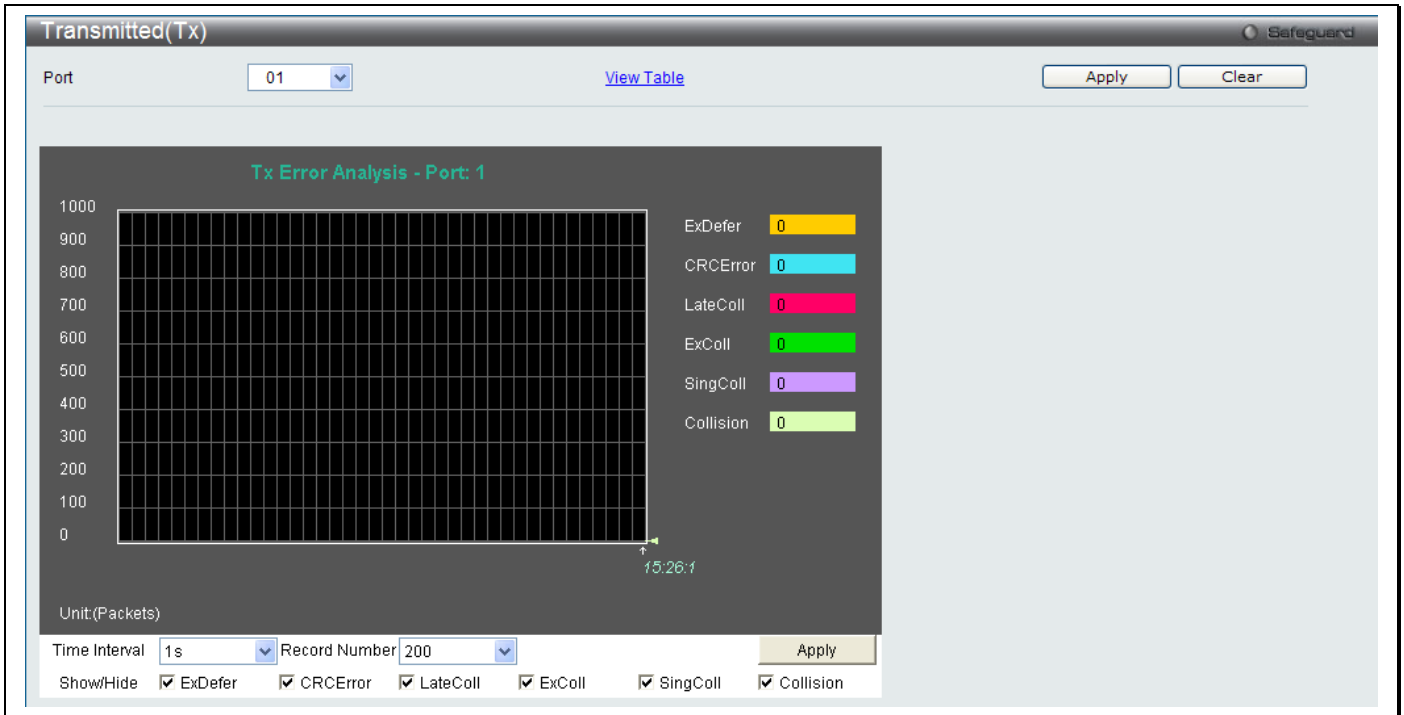 Transmitted(Tx)
Safeguard
Port 01 View Table Apply Clear
Tx Error Analysis - Port: 1
1000
900
800
700
600
500
400
300
200
100
0
ExDefer 0
CRCError 0
LateColl 0
ExColl 0
SingColl 0
Collision 0
15:26:1
Unit:(Packets)
Time Interval 1s Record Number 200 Apply
Show/Hide ExDefer CRCError LateColl ExColl SingColl Collision